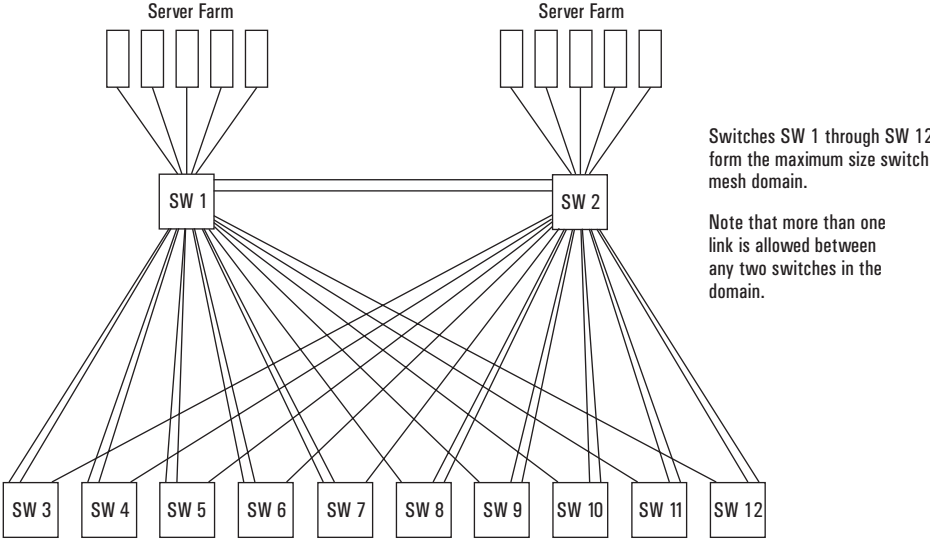 Server Farm
Server Farm
Switches SW 1 through SW 12
form the maximum size switch
mesh domain.
Note that more than one
link is allowed between
any two switches in the
domain.
SW 1
SW 2
SW 3
SW 4
SW 5
SW 6
SW 7
SW 8
SW 9
SW 10
SW 11
SW 12